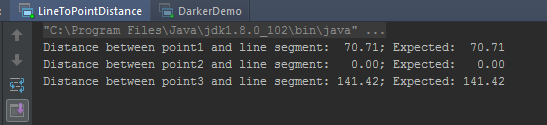 LineToPointDistance DarkerDemo
"C:\Program Files\Java\jdk1.8.0_102\bin\java" ...
Distance between point1 and line segment:  70.71; Expected:  70.71
Distance between point2 and line segment:   0.00; Expected:   0.00
Distance between point3 and line segment: 141.42; Expected: 141.42